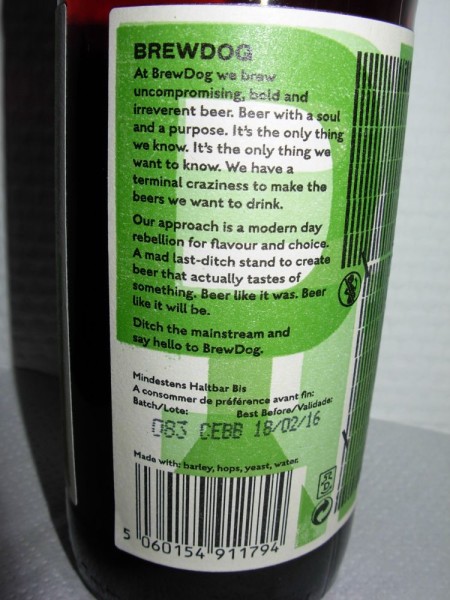 BREWDOG
At BrewDog we brew
uncompromising, bold and
irreverent beer. Beer with a soul
and a purpose. It's the only thing
we know. It's the only thing we
want to know. We have a
terminal craziness to make the
beers we want to drink.
Our approach is a modern day
rebellion for flavour and choice.
A mad last-ditch stand to create
beer that actually tastes of
something. Beer like it was. Beer
like it will be.
Ditch the mainstream and
say hello to BrewDog.
Mindestens Haltbar Bis
A consommer de préférence avant fin:
Batch/Lote: Best Before/Validade:
083 CEBB 18/02/16
Made with: barley, hops, yeast, water.
5 060154 911794